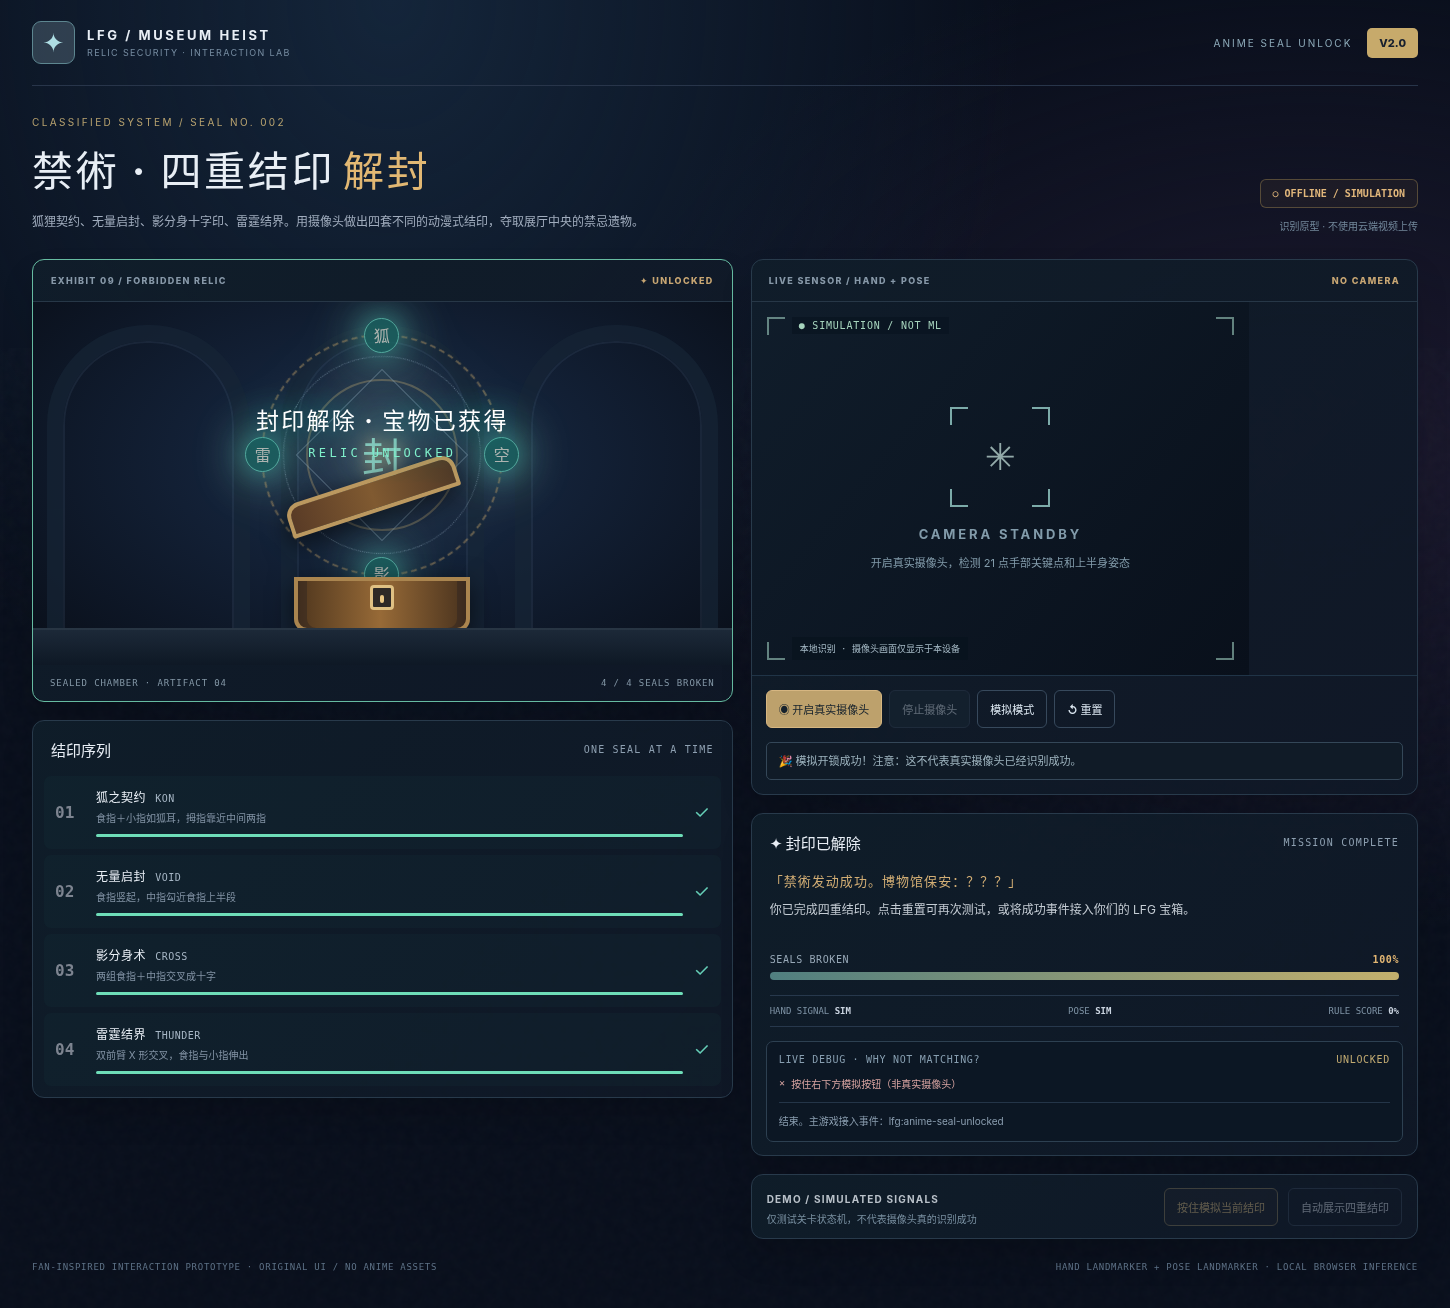 LFG / MUSEUM HEIST
RELIC SECURITY · INTERACTION LAB
ANIME SEAL UNLOCK
V2.0
CLASSIFIED SYSTEM / SEAL NO. 002
禁術 · 四重结印 解封
狐狸契约、无量启封、影分身十字印、雷霆结界。用摄像头做出四套不同的动漫式结印，夺取展厅中央的禁忌遗物。
○ OFFLINE / SIMULATION
识别原型 · 不使用云端视频上传
EXHIBIT 09 / FORBIDDEN RELIC
✦ UNLOCKED
狐
封印解除 · 宝物已获得
雷
RELIC UNLOCKED
封
空
影
SEALED CHAMBER · ARTIFACT 04
4 / 4 SEALS BROKEN
结印序列
ONE SEAL AT A TIME
01
狐之契约 KON
食指＋小指如狐耳，拇指靠近中间两指
✓
02
无量启封 VOID
食指竖起，中指勾近食指上半段
✓
03
影分身术 CROSS
两组食指＋中指交叉成十字
✓
04
雷霆结界 THUNDER
双前臂 X 形交叉，食指与小指伸出
✓
LIVE SENSOR / HAND + POSE
NO CAMERA
● SIMULATION / NOT ML
CAMERA STANDBY
开启真实摄像头，检测 21 点手部关键点和上半身姿态
本地识别 · 摄像头画面仅显示于本设备
◉ 开启真实摄像头
停止摄像头
模拟模式
↺ 重置
🎉 模拟开锁成功！注意：这不代表真实摄像头已经识别成功。
✦ 封印已解除
MISSION COMPLETE
「禁術发动成功。博物馆保安：？？？」
你已完成四重结印。点击重置可再次测试，或将成功事件接入你们的 LFG 宝箱。
SEALS BROKEN
100%
HAND SIGNAL SIM
POSE SIM
RULE SCORE 0%
LIVE DEBUG · WHY NOT MATCHING?
UNLOCKED
× 按住右下方模拟按钮（非真实摄像头）
结束。主游戏接入事件：lfg:anime-seal-unlocked
DEMO / SIMULATED SIGNALS
仅测试关卡状态机，不代表摄像头真的识别成功
按住模拟当前结印
自动展示四重结印
FAN-INSPIRED INTERACTION PROTOTYPE · ORIGINAL UI / NO ANIME ASSETS
HAND LANDMARKER + POSE LANDMARKER · LOCAL BROWSER INFERENCE